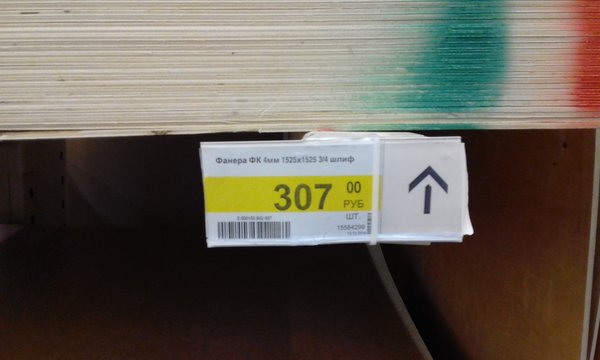 Фанера ФК 4мм 1525х1525 3/4 шлиф
307 00
РУБ
ШТ.
15584299